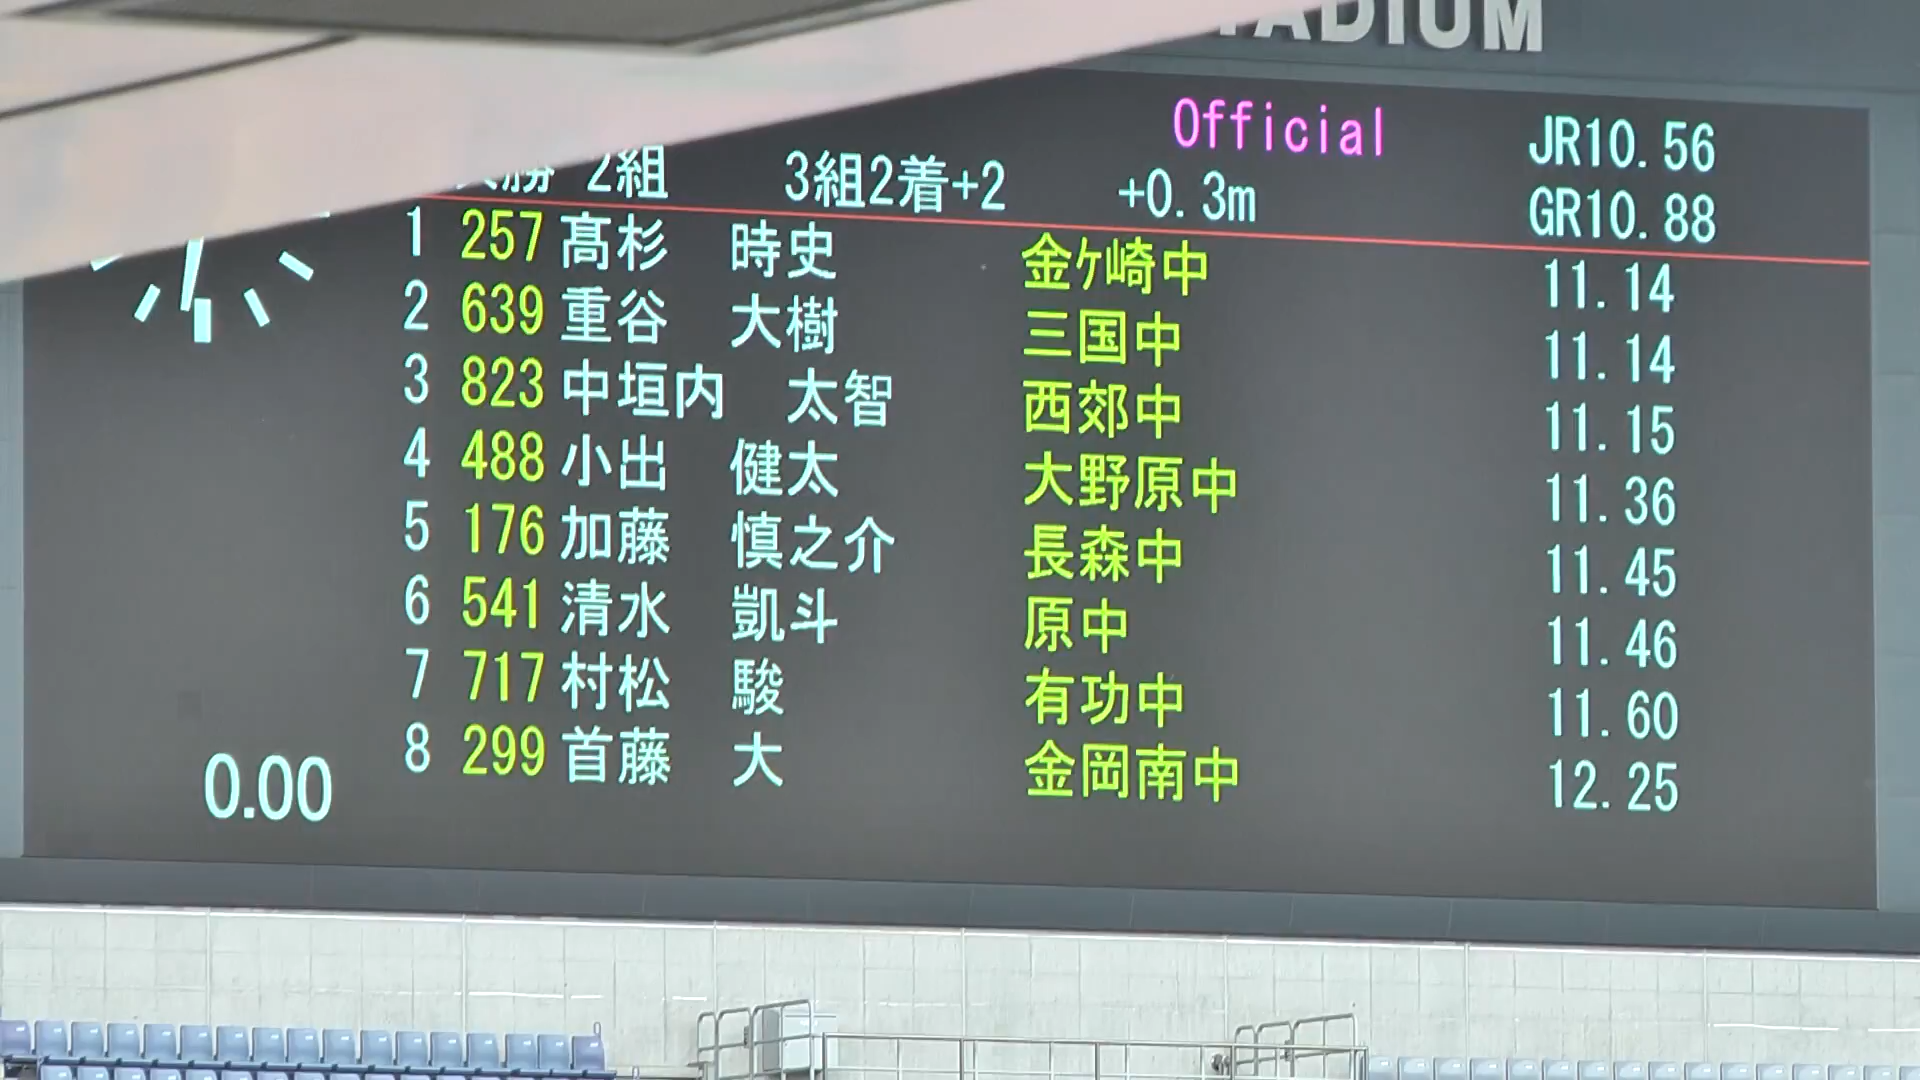 STADIUM
Official JR10.56
決勝 2組 3組2着+2 +0.3m GR10.88
1 257 髙杉 時史 金ケ崎中 11.14
2 639 重谷 大樹 三国中 11.14
3 823 中垣内 太智 西郊中 11.15
4 488 小出 健太 大野原中 11.36
5 176 加藤 慎之介 長森中 11.45
6 541 清水 凱斗 原中 11.46
7 717 村松 駿 有功中 11.60
8 299 首藤 大 金岡南中 12.25
0.00